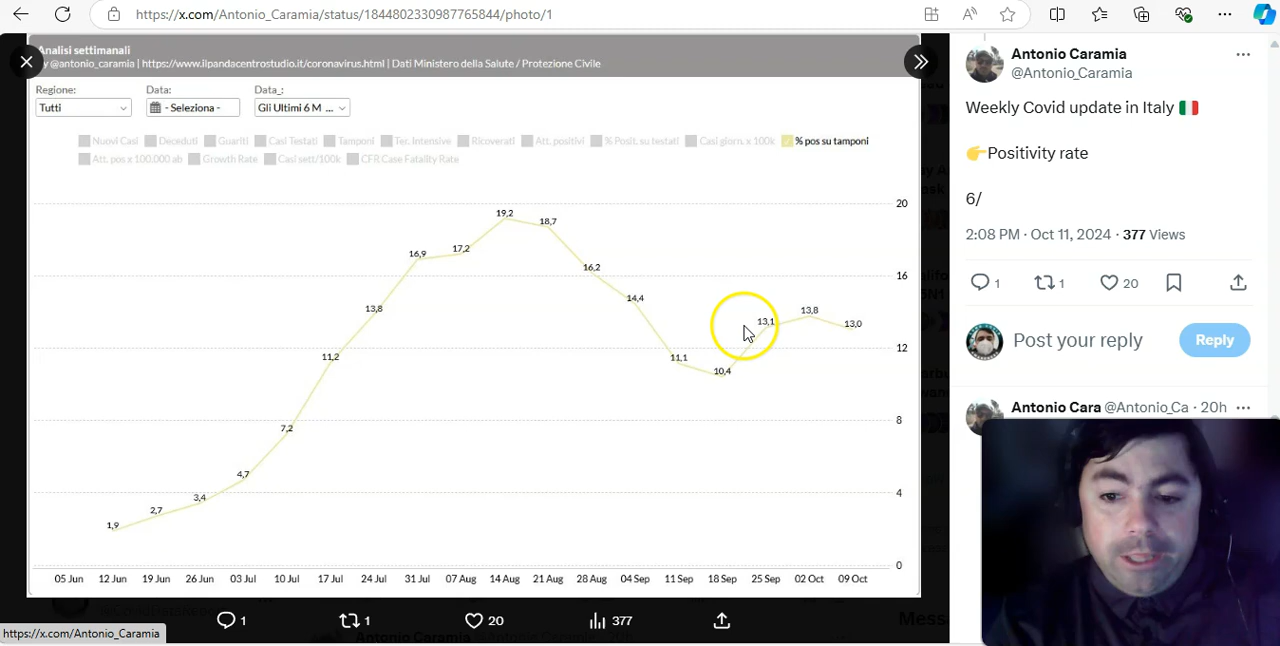 https://x.com/Antonio_Caramia/status/1844802330987765844/photo/1
Analisi settimanali
@antonio_caramia | https://www.ilpandacentrostudio.it/coronavirus.html | Dati Ministero della Salute / Protezione Civile
Regione: Data: Data_:
Tutti - Seleziona - Gli Ultimi 6 M ...
Nuovi Casi Deceduti Guariti Casi Testati Tamponi Ter. Intensive Ricoverati Att. positivi % Posit. su testati Casi giorn. x 100k % pos su tamponi
Att. pos x 100.000 ab Growth Rate Casi sett/100k CFR Case Fatality Rate
20
19,2
18,7
17,2
16,9
16,2
16
14,4
13,8
13,8
13,1
13,0
12
11,2
11,1
10,4
8
7,2
4,7
4
3,4
2,7
1,9
0
05 Jun 12 Jun 19 Jun 26 Jun 03 Jul 10 Jul 17 Jul 24 Jul 31 Jul 07 Aug 14 Aug 21 Aug 28 Aug 04 Sep 11 Sep 18 Sep 25 Sep 02 Oct 09 Oct
1 1 20 377
https://x.com/Antonio_Caramia
Antonio Caramia
@Antonio_Caramia
Weekly Covid update in Italy 🇮🇹
👉Positivity rate
6/
2:08 PM · Oct 11, 2024 · 377 Views
1 1 20
Post your reply Reply
Antonio Cara @Antonio_Ca · 20h